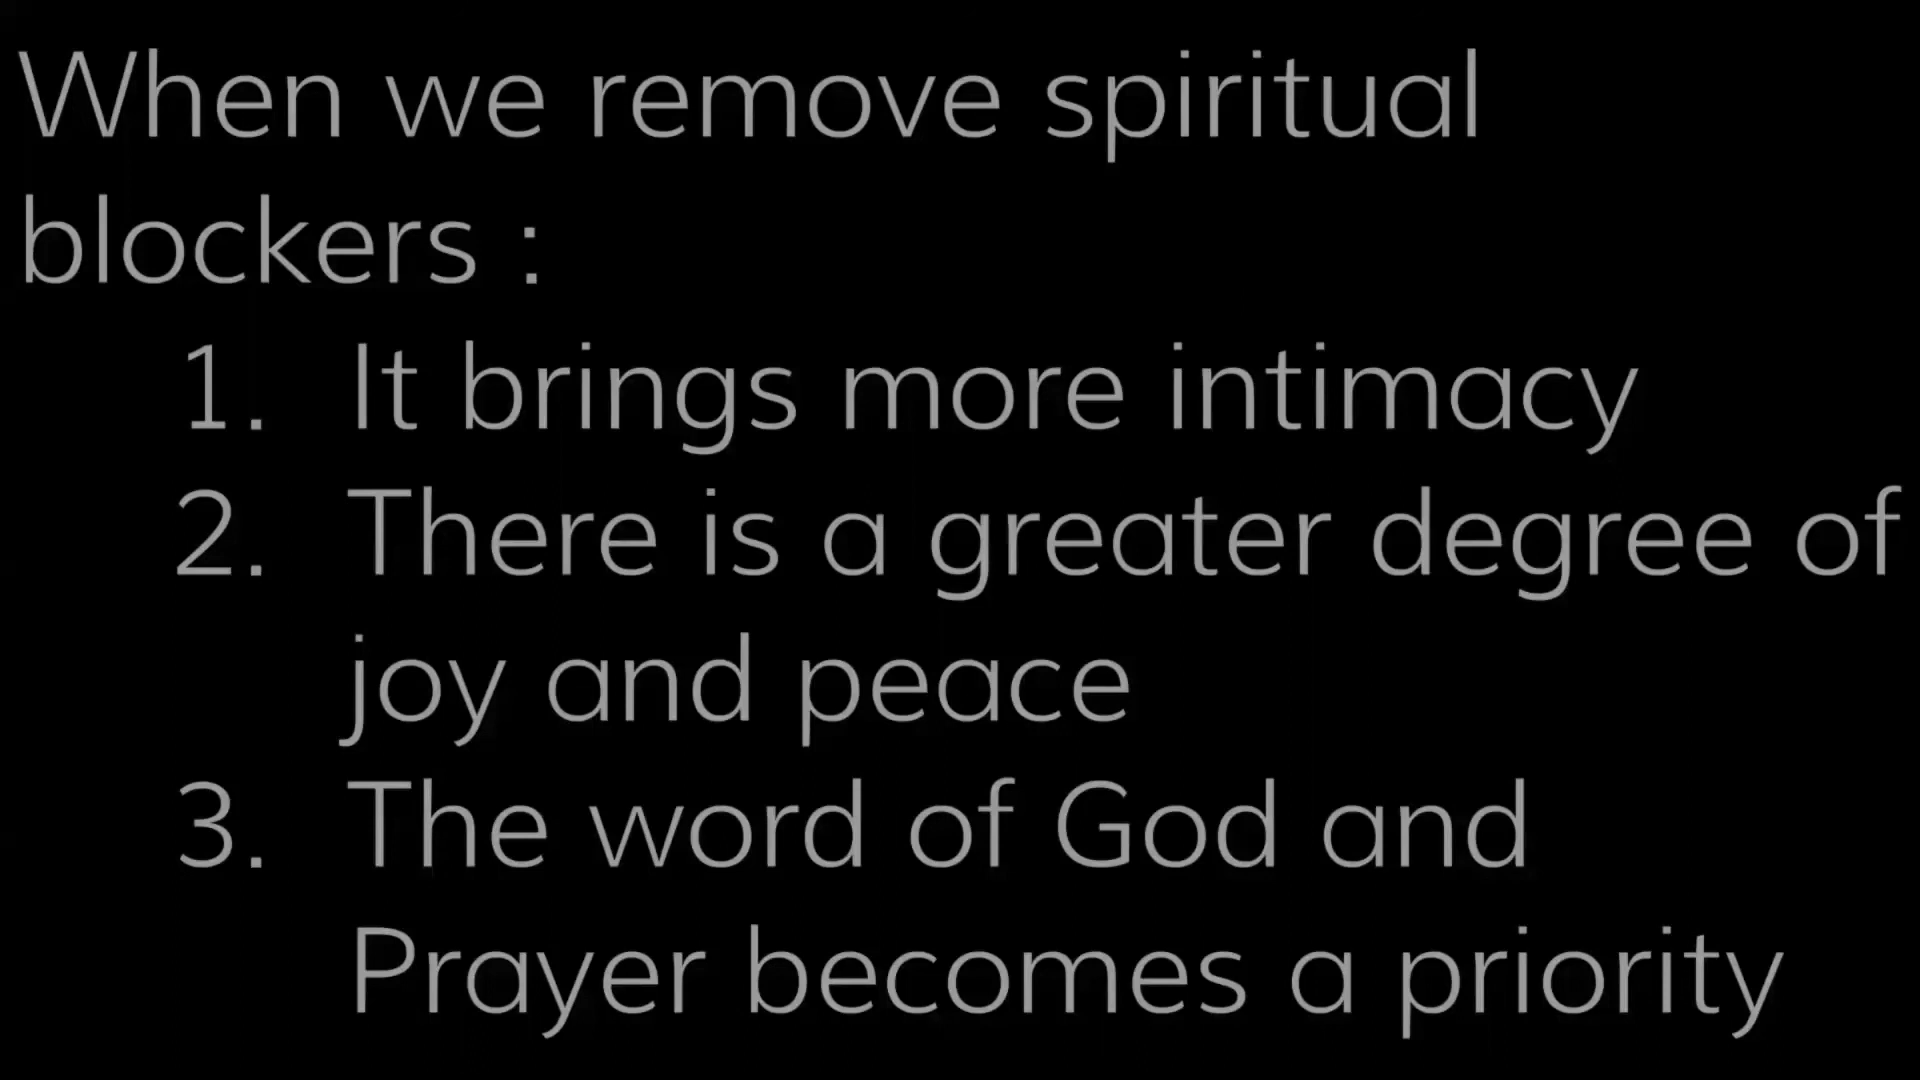 When we remove spiritual
blockers :
1. It brings more intimacy
2. There is a greater degree of
joy and peace
3. The word of God and
Prayer becomes a priority